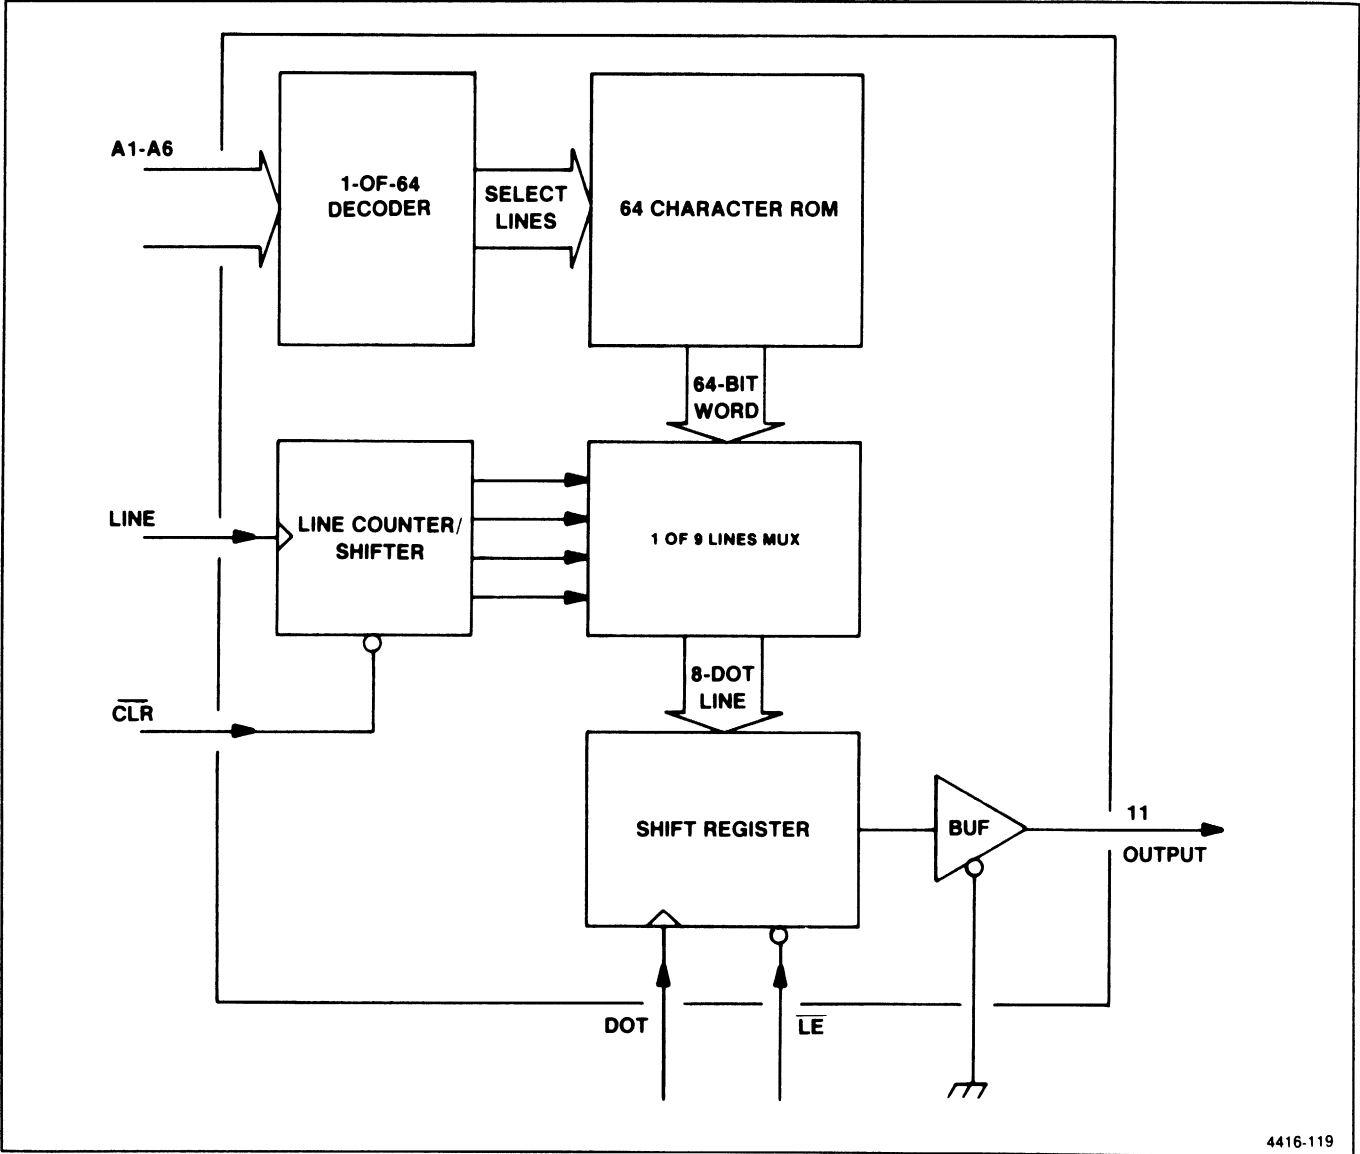 A1-A6
1-OF-64
DECODER
SELECT
LINES
64 CHARACTER ROM
64-BIT
WORD
LINE
LINE COUNTER/
SHIFTER
1 OF 9 LINES MUX
CLR
8-DOT
LINE
SHIFT REGISTER
BUF
11
OUTPUT
DOT
LE
4416-119